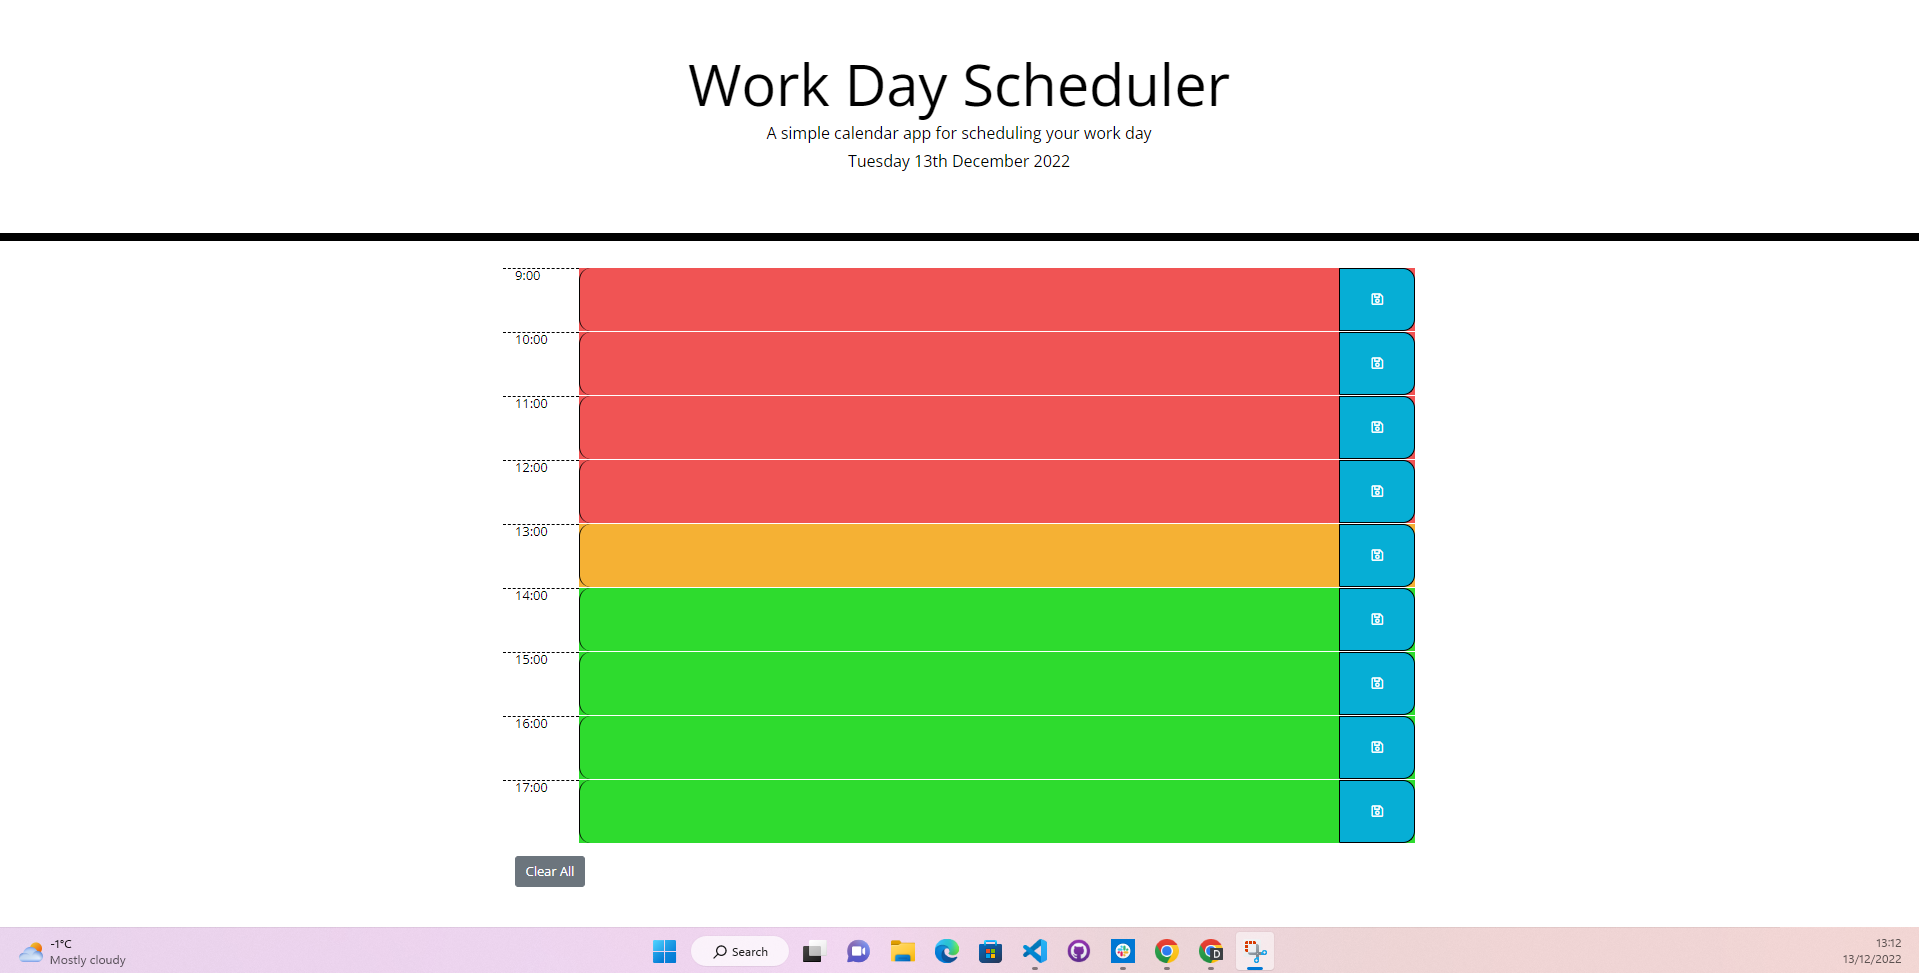 Work Day Scheduler
A simple calendar app for scheduling your work day
Tuesday 13th December 2022
9:00
10:00
11:00
12:00
13:00
14:00
15:00
16:00
17:00
Clear All
-1°C
Mostly cloudy
Search
D
13:12
13/12/2022